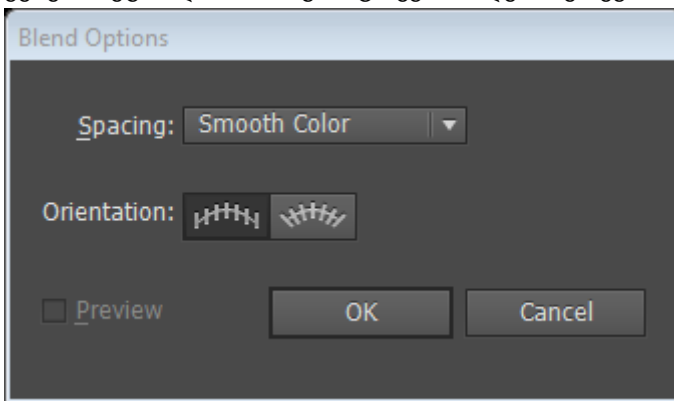 Blend Options
Spacing: Smooth Color
Orientation:
Preview OK Cancel